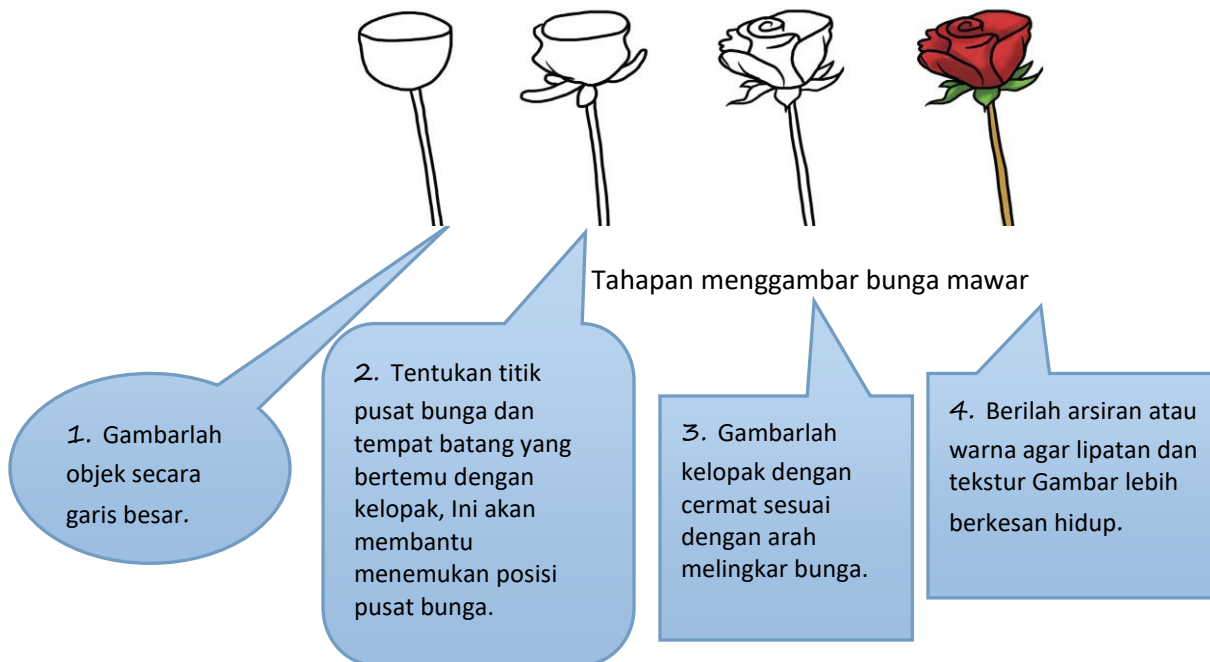 Tahapan menggambar bunga mawar
1. Gambarlah
objek secara
garis besar.
2. Tentukan titik
pusat bunga dan
tempat batang yang
bertemu dengan
kelopak, Ini akan
membantu
menemukan posisi
pusat bunga.
3. Gambarlah
kelopak dengan
cermat sesuai
dengan arah
melingkar bunga.
4. Berilah arsiran atau
warna agar lipatan dan
tekstur Gambar lebih
berkesan hidup.